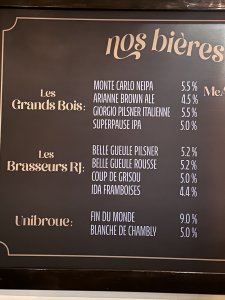 nos bières
Les
Grands Bois:
MONTE CARLO NEIPA 5.5 %
ARIANNE BROWN ALE 4.5 %
GIORGIO PILSNER ITALIENNE 5.5 %
SUPERPAUSE IPA 5.0 %
Les
Brasseurs RJ:
BELLE GUEULE PILSNER 5.2 %
BELLE GUEULE ROUSSE 5.2 %
COUP DE GRISOU 5.0 %
IDA FRAMBOISES 4.4 %
Unibroue:
FIN DU MONDE 9.0 %
BLANCHE DE CHAMBLY 5.0 %